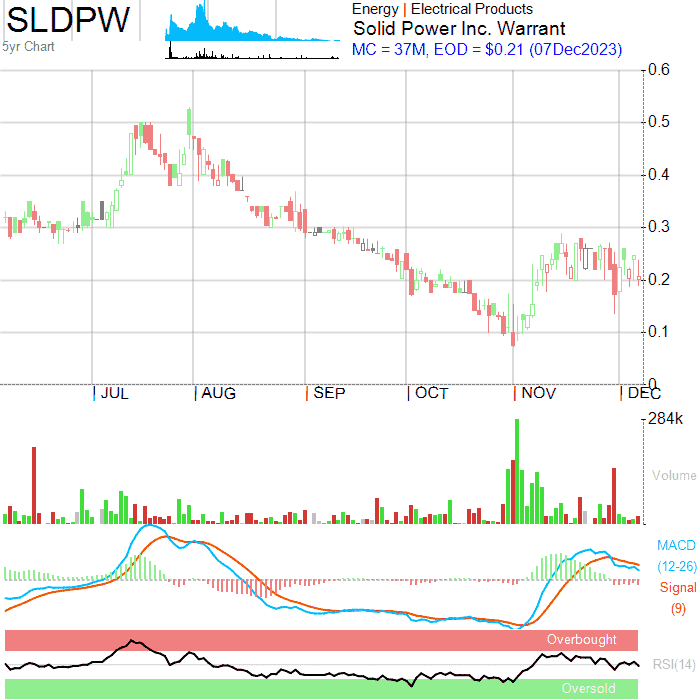 SLDPW
5yr Chart
Energy | Electrical Products
Solid Power Inc. Warrant
MC = 37M, EOD = $0.21 (07Dec2023)
0.6
0.5
0.4
0.3
0.2
0.1
0
JUL AUG SEP OCT NOV DEC
284k
Volume
MACD
(12-26)
Signal
(9)
Overbought
RSI(14)
Oversold